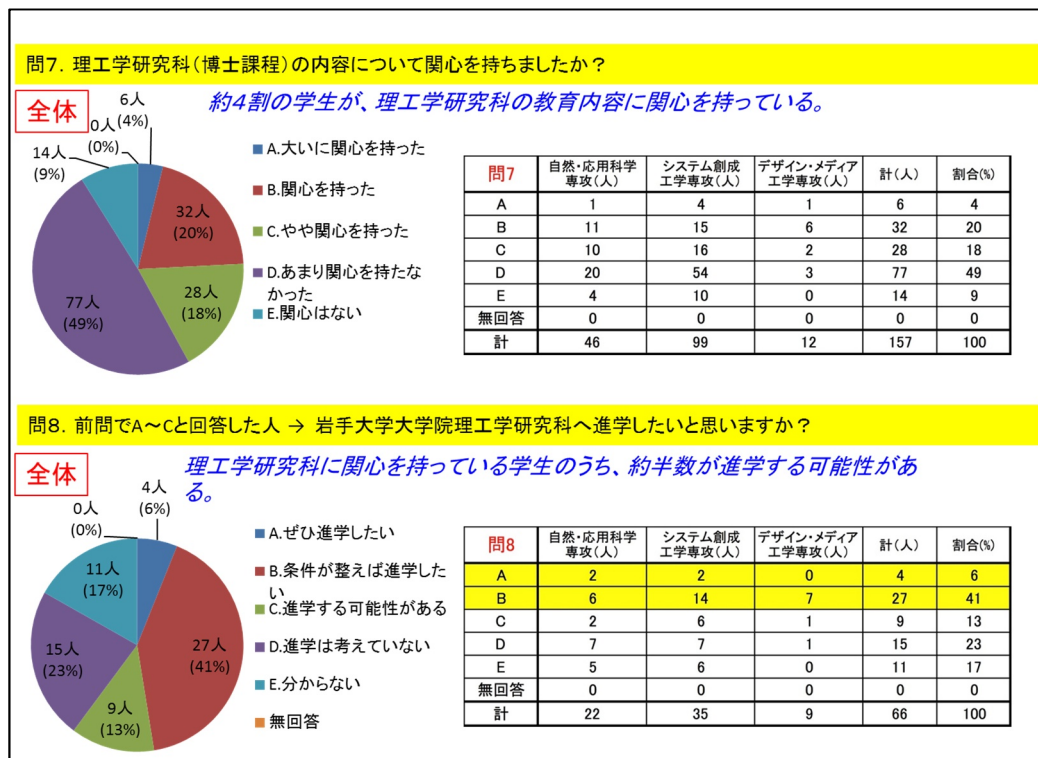 問7. 理工学研究科(博士課程)の内容について関心を持ちましたか？
全体
約4割の学生が、理工学研究科の教育内容に関心を持っている。
6人
(4%)
0人
(0%)
14人
(9%)
32人
(20%)
28人
(18%)
77人
(49%)
A.大いに関心を持った
B.関心を持った
C.やや関心を持った
D.あまり関心を持たな
かった
E.関心はない
問7 自然・応用科学専攻(人) システム創成工学専攻(人) デザイン・メディア工学専攻(人) 計(人) 割合(%)
A 1 4 1 6 4
B 11 15 6 32 20
C 10 16 2 28 18
D 20 54 3 77 49
E 4 10 0 14 9
無回答 0 0 0 0 0
計 46 99 12 157 100
問8. 前問でA～Cと回答した人 → 岩手大学大学院理工学研究科へ進学したいと思いますか？
全体
理工学研究科に関心を持っている学生のうち、約半数が進学する可能性があ
る。
4人
(6%)
0人
(0%)
11人
(17%)
15人
(23%)
27人
(41%)
9人
(13%)
A.ぜひ進学したい
B.条件が整えば進学した
い
C.進学する可能性がある
D.進学は考えていない
E.分からない
無回答
問8 自然・応用科学専攻(人) システム創成工学専攻(人) デザイン・メディア工学専攻(人) 計(人) 割合(%)
A 2 2 0 4 6
B 6 14 7 27 41
C 2 6 1 9 13
D 7 7 1 15 23
E 5 6 0 11 17
無回答 0 0 0 0 0
計 22 35 9 66 100